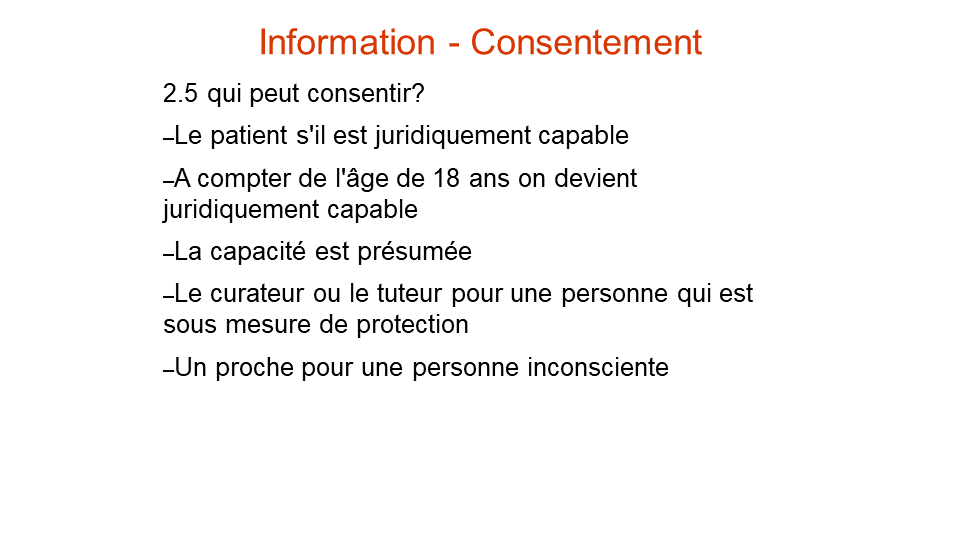 Information - Consentement
2.5 qui peut consentir?
–Le patient s'il est juridiquement capable
–A compter de l'âge de 18 ans on devient
juridiquement capable
–La capacité est présumée
–Le curateur ou le tuteur pour une personne qui est
sous mesure de protection
–Un proche pour une personne inconsciente